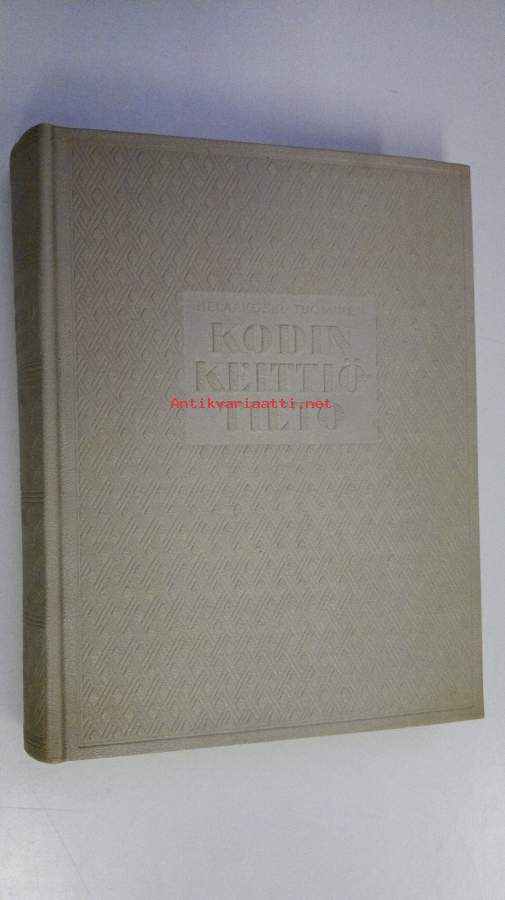 HELAAKOSKI-TUOMINEN
KODIN
KEITTIÖ-
TIETO
Antikvariaatti.net